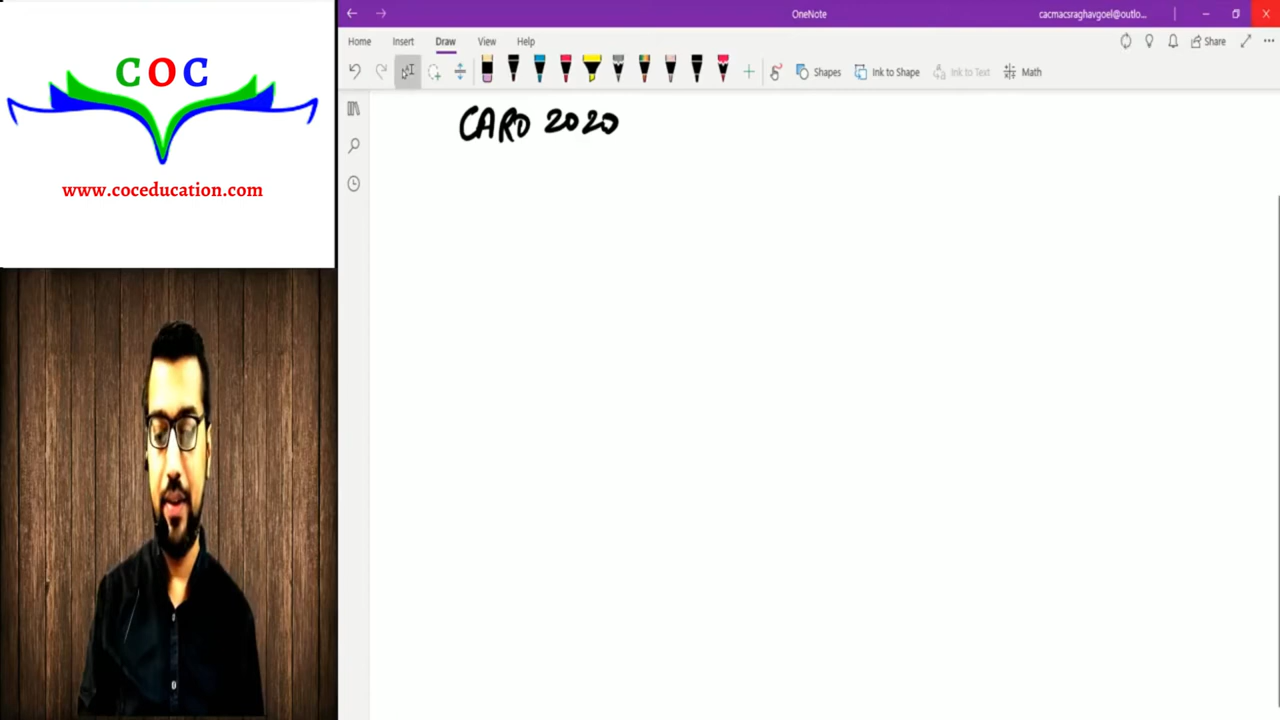 COC
www.coceducation.com
OneNote
cacmacsraghavgoel@outlo...
Home Insert Draw View Help
Share
Shapes Ink to Shape Ink to Text Math
CARO 2020